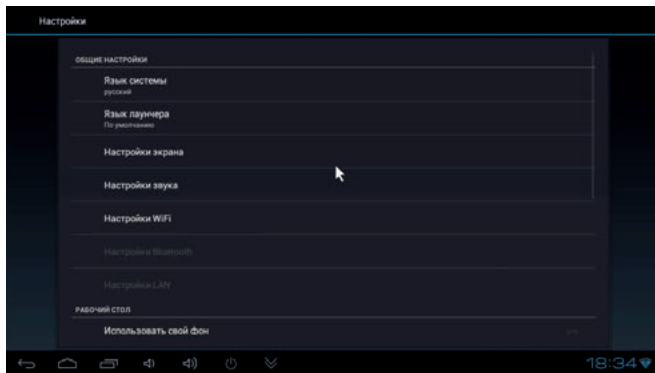 Настройки
ОБЩИЕ НАСТРОЙКИ
Язык системы
русский
Язык лаунчера
По умолчанию
Настройки экрана
Настройки звука
Настройки WiFi
Настройки Bluetooth
Настройки LAN
РАБОЧИЙ СТОЛ
Использовать свой фон
18:34